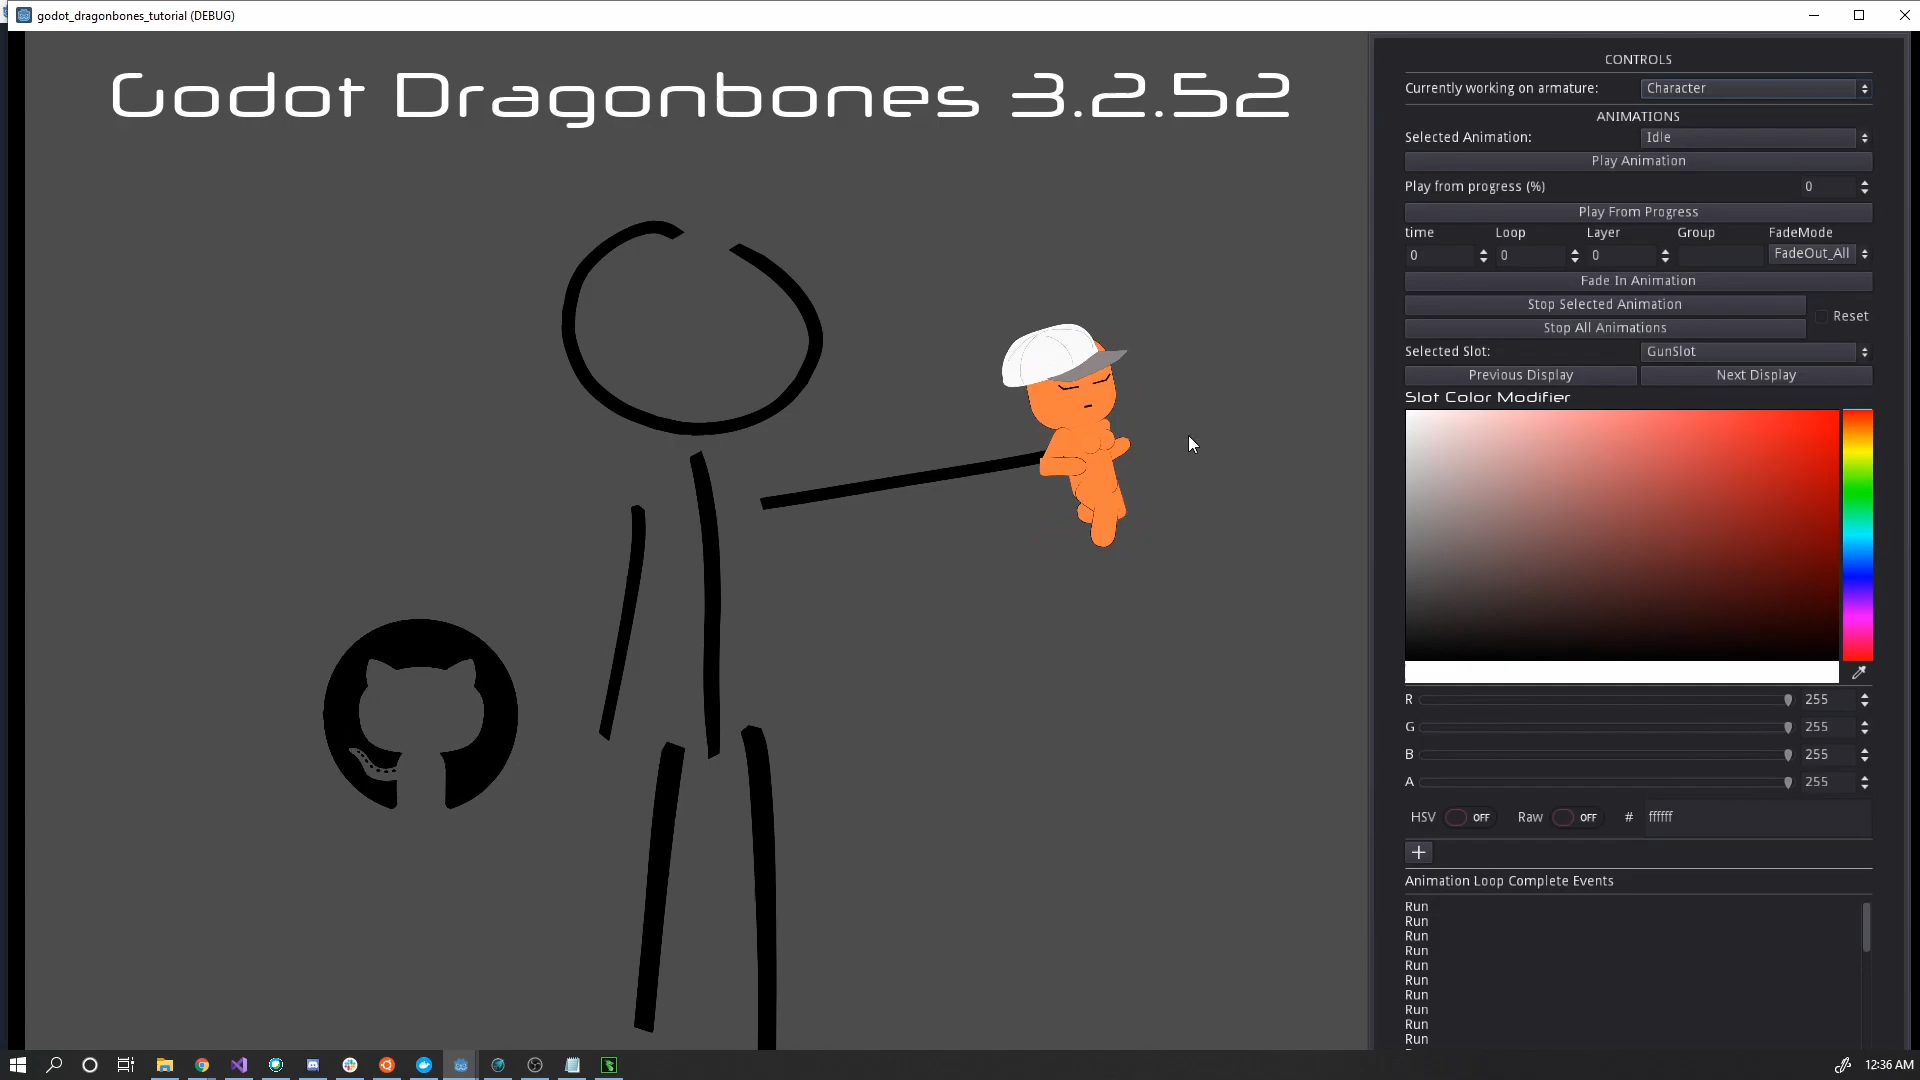 godot_dragonbones_tutorial (DEBUG)
Godot Dragonbones 3.2.52
CONTROLS
Currently working on armature: Character
ANIMATIONS
Selected Animation: Idle
Play Animation
Play from progress (%) 0
Play From Progress
time Loop Layer Group FadeMode
0 0 0 FadeOut_All
Fade In Animation
Stop Selected Animation
Reset
Stop All Animations
Selected Slot: GunSlot
Previous Display Next Display
Slot Color Modifier
R 255
G 255
B 255
A 255
HSV OFF Raw OFF # ffffff
+
Animation Loop Complete Events
Run
Run
Run
Run
Run
Run
Run
Run
Run
Run
12:36 AM